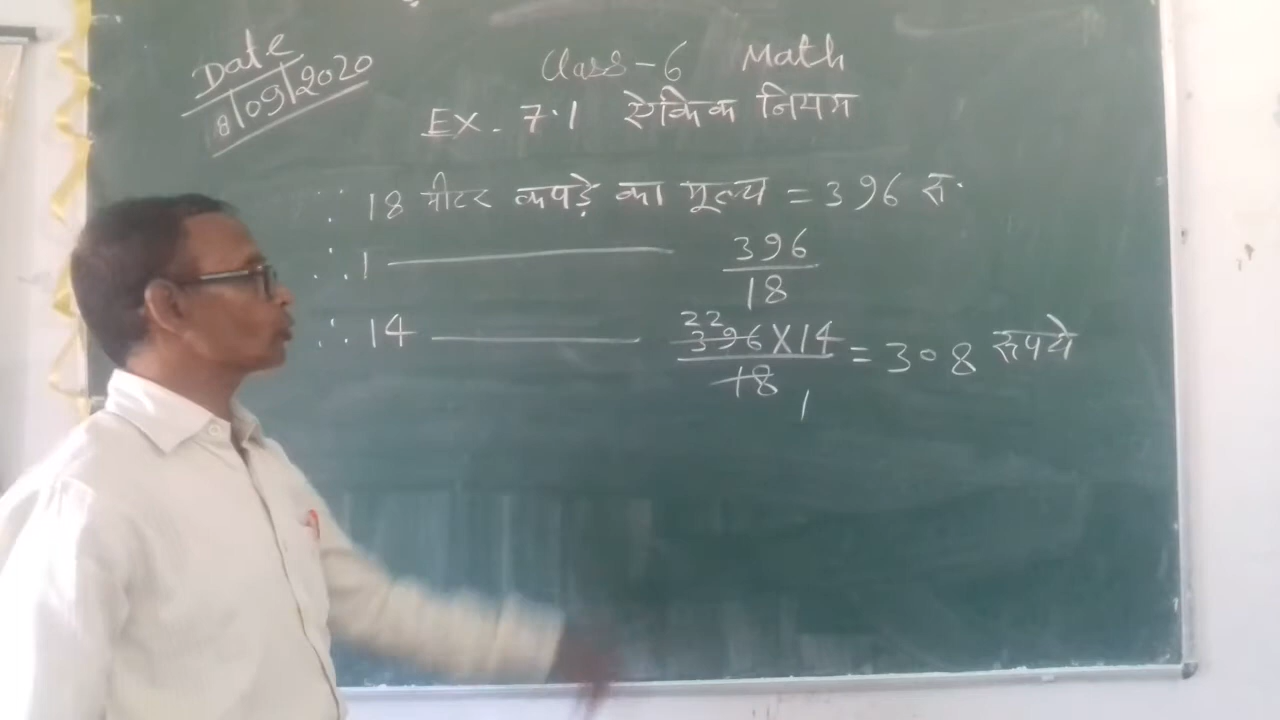 Date
8/09/2020
Class-6 Math
Ex. 7.1 ऐकिक नियम
∵ 18 मीटर कपड़े का मूल्य = 396 रु.
∴ 1 ——— 396/18
∴ 14 ——— 396×14/18 = 308 रूपये
22
1